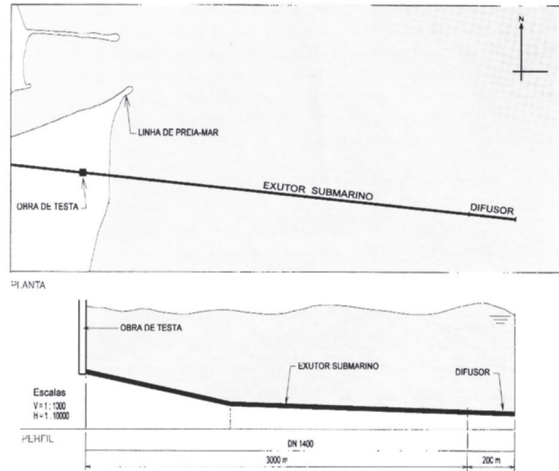 N
LINHA DE PREIA-MAR
EXUTOR SUBMARINO
OBRA DE TESTA
DIFUSOR
PLANTA
OBRA DE TESTA
EXUTOR SUBMARINO
DIFUSOR
Escalas
V = 1 : 1300
H = 1 : 10000
PERFIL
DN 1400
3000 m
200 m